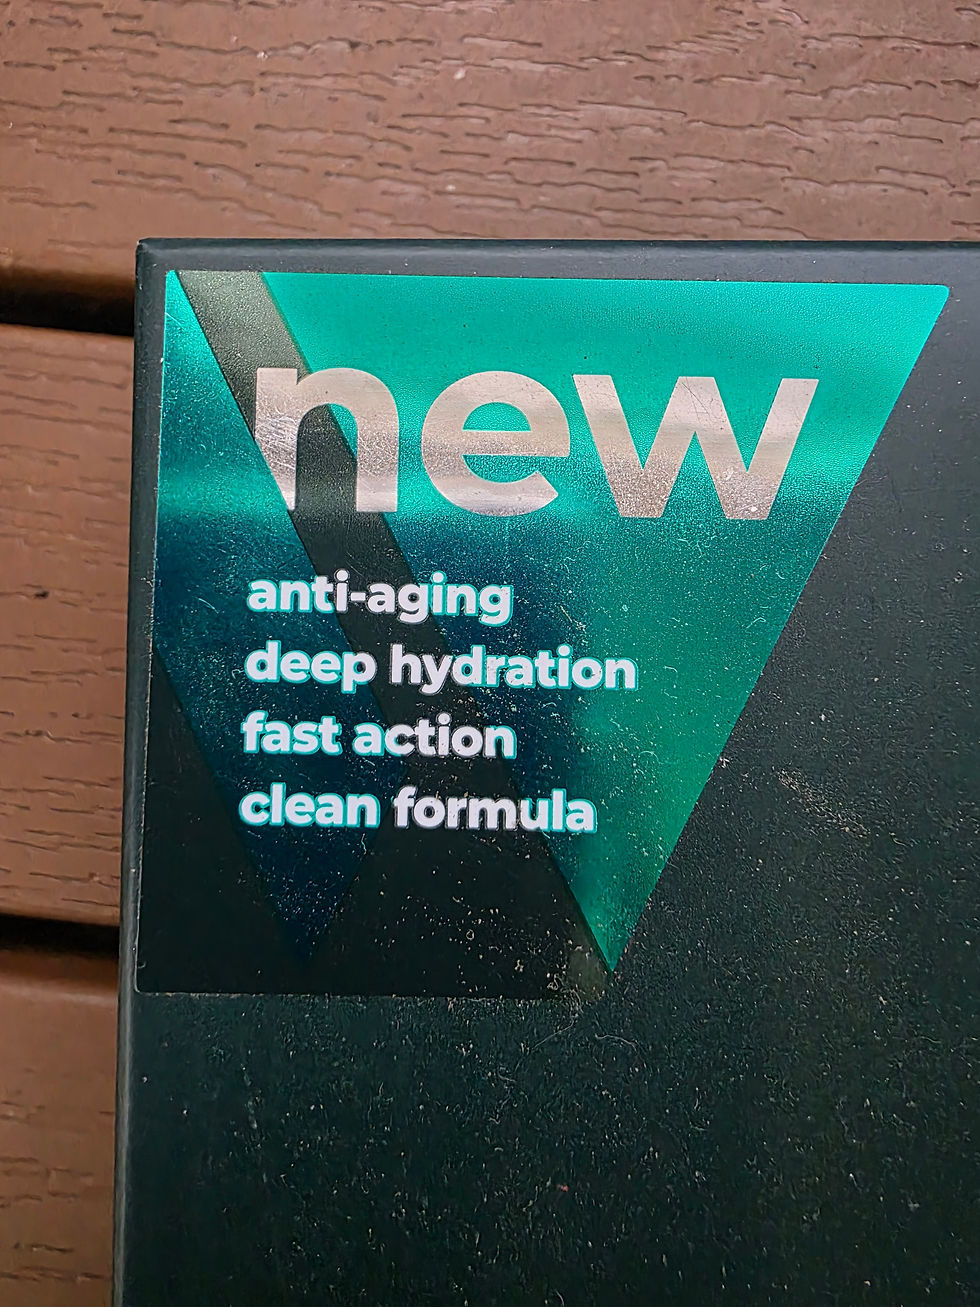 new
anti-aging
deep hydration
fast action
clean formula